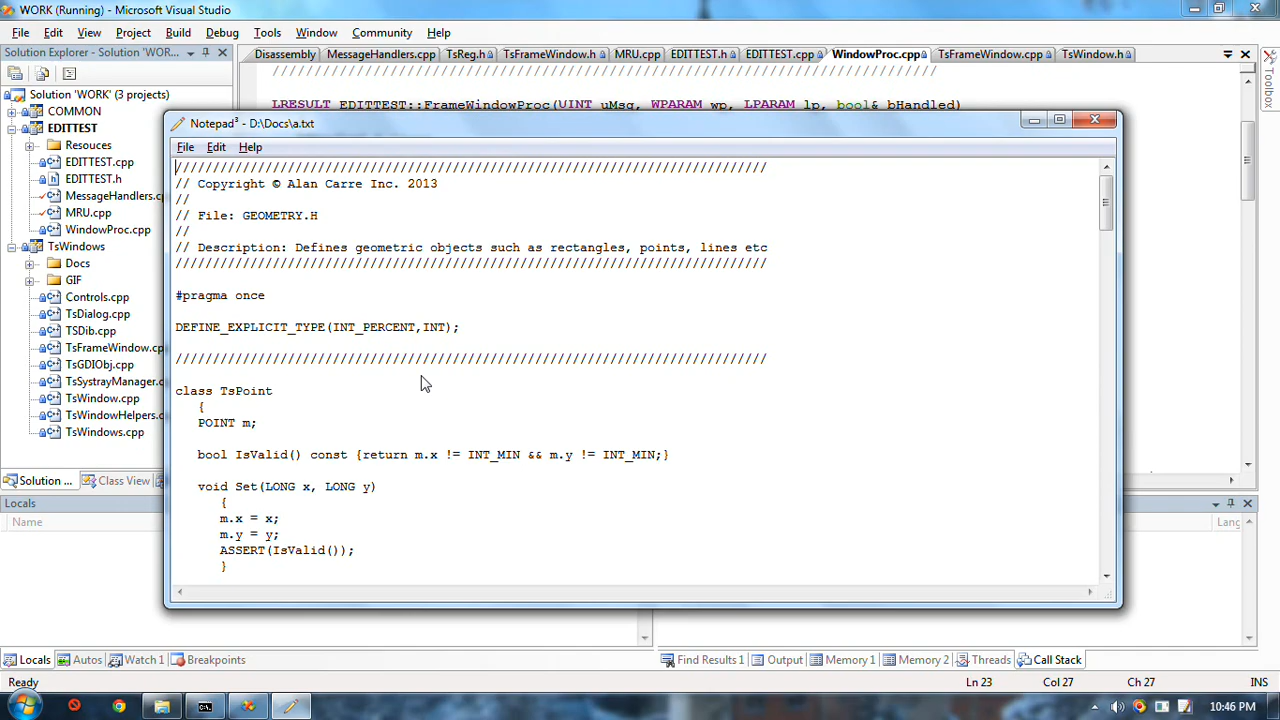 WORK (Running) - Microsoft Visual Studio
File Edit View Project Build Debug Tools Window Community Help
Solution Explorer - Solution 'WOR...
Disassembly MessageHandlers.cpp TsReg.h TsFrameWindow.h MRU.cpp EDITTEST.h EDITTEST.cpp WindowProc.cpp TsFrameWindow.cpp TsWindow.h
Toolbox
//////////////////////////////////////////////////////////////////////////////////////////
LRESULT EDITTEST::FrameWindowProc(UINT uMsg, WPARAM wp, LPARAM lp, bool& bHandled)
Solution 'WORK' (3 projects)
COMMON
EDITTEST
Resouces
EDITTEST.cpp
EDITTEST.h
MessageHandlers.cp
MRU.cpp
WindowProc.cpp
TsWindows
Docs
GIF
Controls.cpp
TsDialog.cpp
TSDib.cpp
TsFrameWindow.cp
TsGDIObj.cpp
TsSystrayManager.c
TsWindow.cpp
TsWindowHelpers.cp
TsWindows.cpp
Solution ... Class View
Notepad³ - D:\Docs\a.txt
File Edit Help
///////////////////////////////////////////////////////////////////////////////
// Copyright © Alan Carre Inc. 2013
//
// File: GEOMETRY.H
//
// Description: Defines geometric objects such as rectangles, points, lines etc
///////////////////////////////////////////////////////////////////////////////
#pragma once
DEFINE_EXPLICIT_TYPE(INT_PERCENT,INT);
///////////////////////////////////////////////////////////////////////////////
class TsPoint
{
POINT m;
bool IsValid() const {return m.x != INT_MIN && m.y != INT_MIN;}
void Set(LONG x, LONG y)
{
m.x = x;
m.y = y;
ASSERT(IsValid());
}
Locals
Name
Lang
Locals Autos Watch 1 Breakpoints
Find Results 1 Output Memory 1 Memory 2 Threads Call Stack
Ready Ln 23 Col 27 Ch 27 INS
10:46 PM